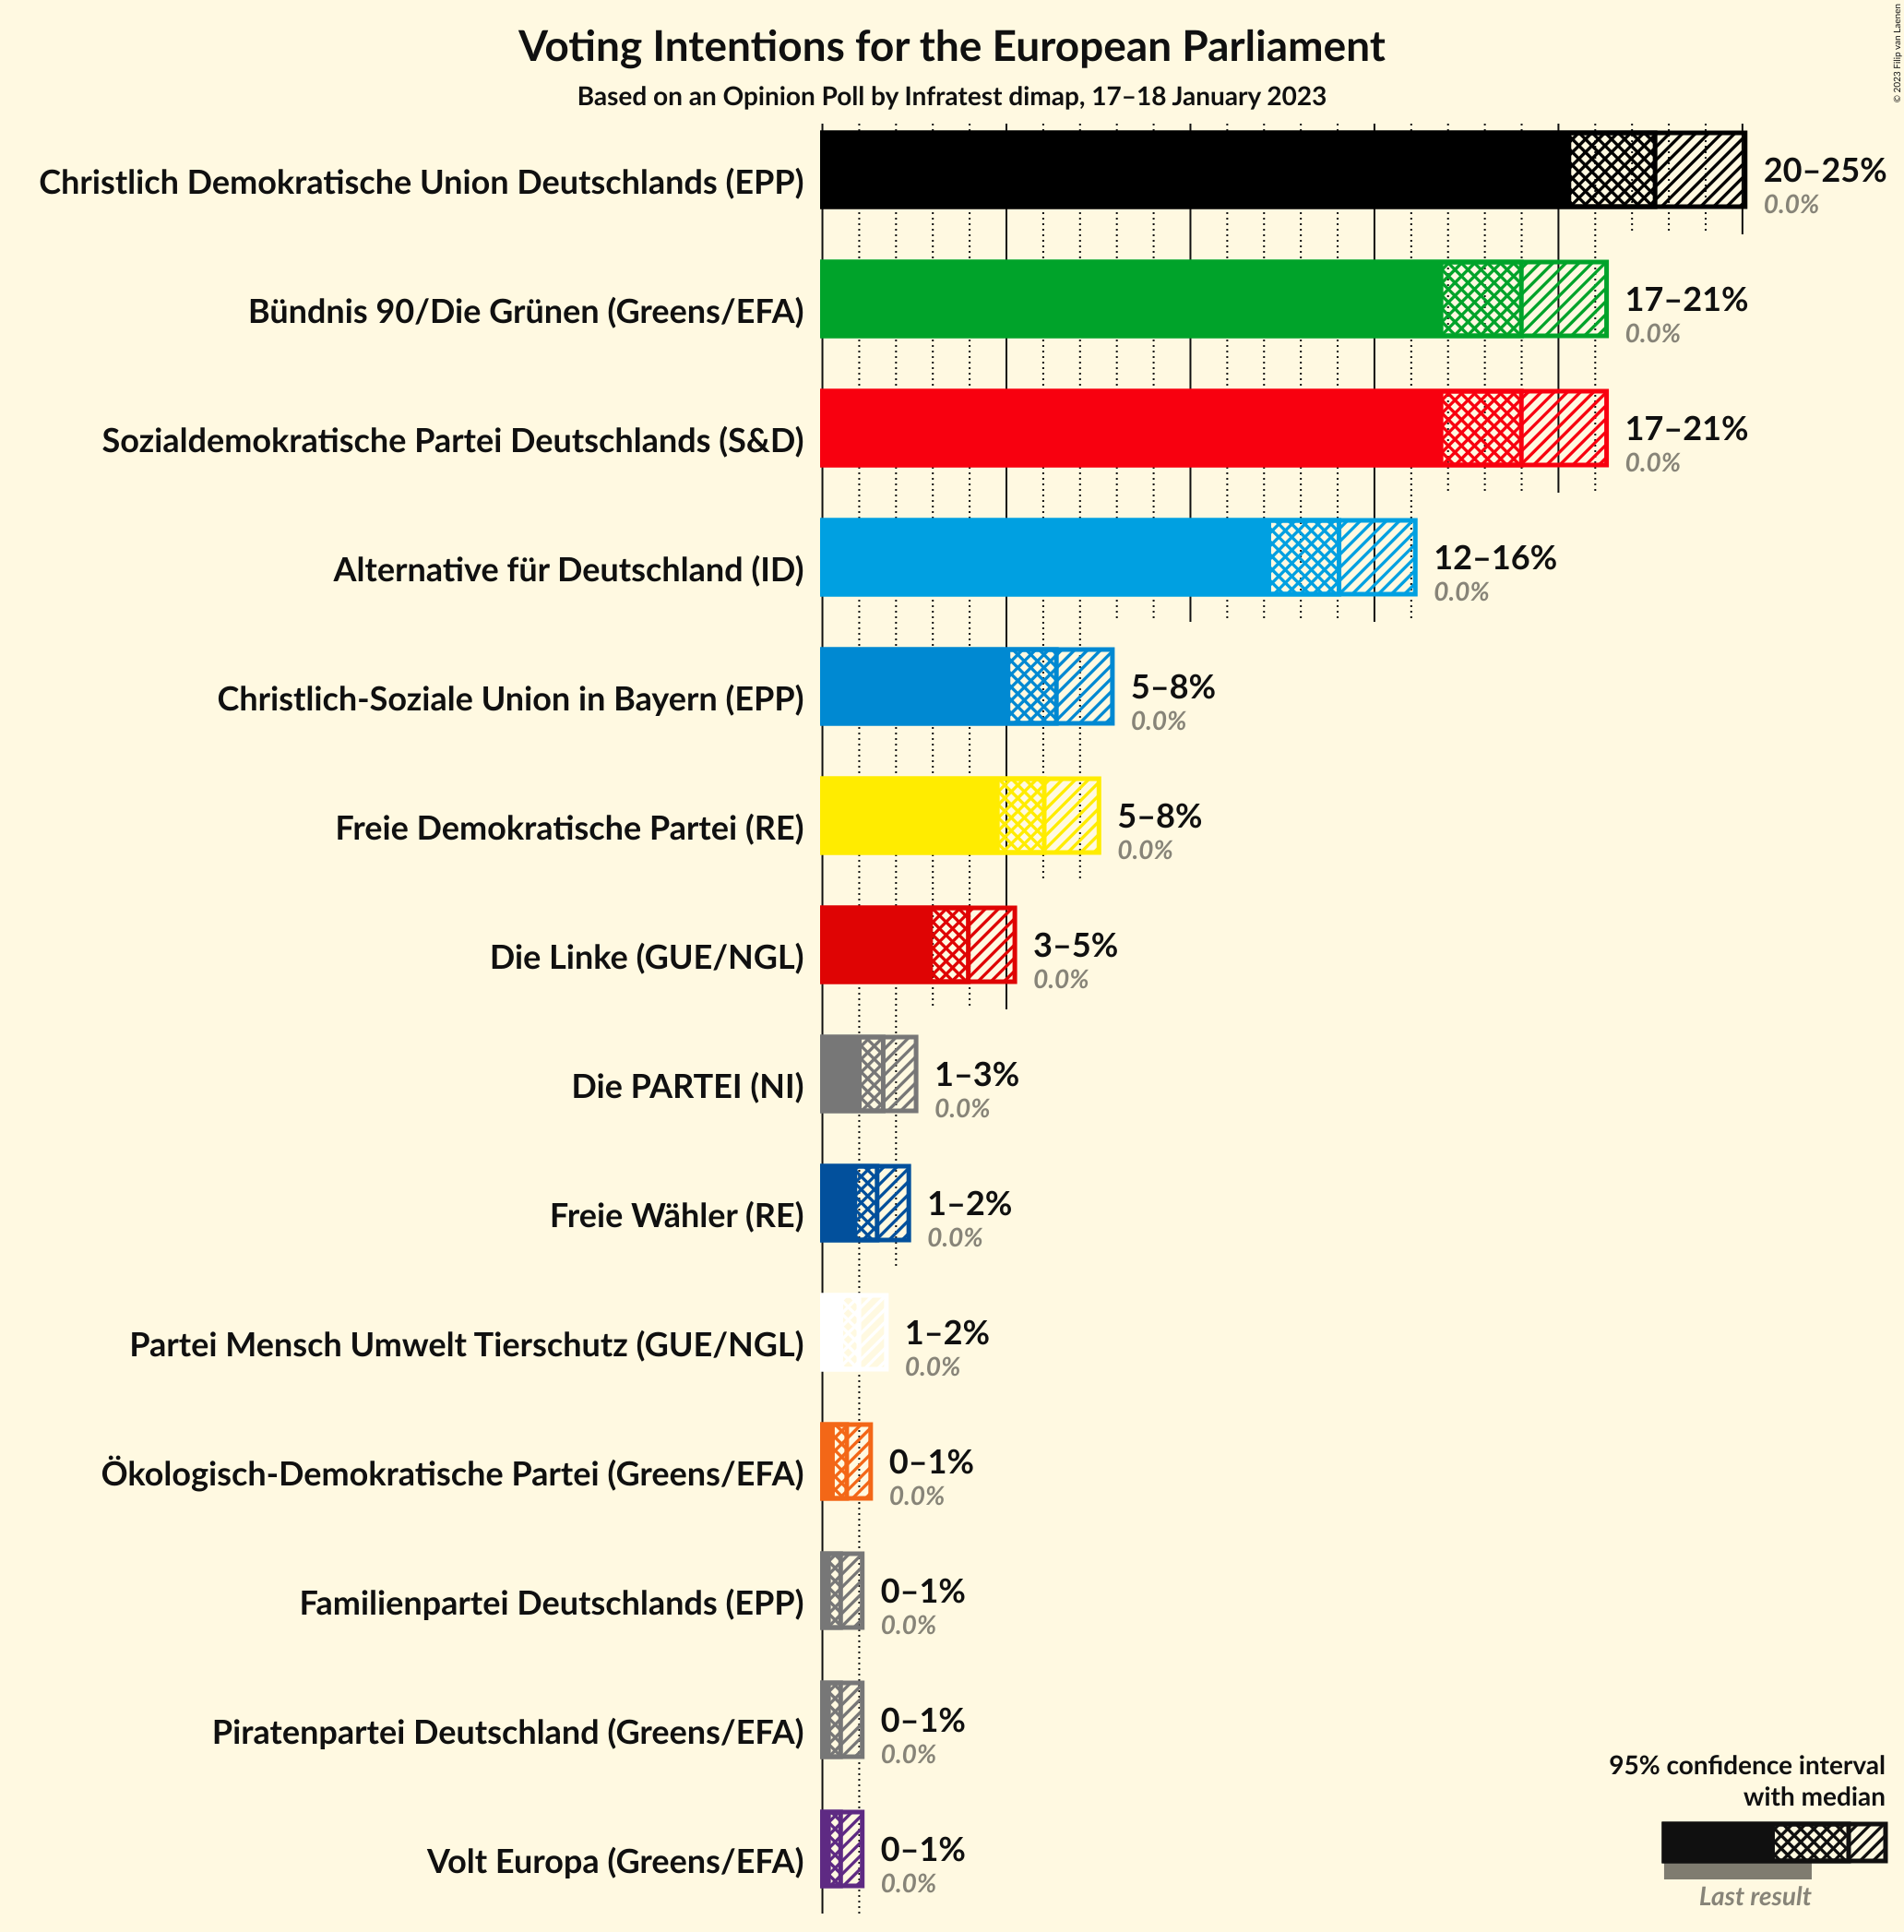 Voting Intentions for the European Parliament
Based on an Opinion Poll by Infratest dimap, 17–18 January 2023
© 2023 Filip van Laenen
Christlich Demokratische Union Deutschlands (EPP)
20–25%
0.0%
Bündnis 90/Die Grünen (Greens/EFA)
17–21%
0.0%
Sozialdemokratische Partei Deutschlands (S&D)
17–21%
0.0%
Alternative für Deutschland (ID)
12–16%
0.0%
Christlich-Soziale Union in Bayern (EPP)
5–8%
0.0%
Freie Demokratische Partei (RE)
5–8%
0.0%
Die Linke (GUE/NGL)
3–5%
0.0%
Die PARTEI (NI)
1–3%
0.0%
Freie Wähler (RE)
1–2%
0.0%
Partei Mensch Umwelt Tierschutz (GUE/NGL)
1–2%
0.0%
Ökologisch-Demokratische Partei (Greens/EFA)
0–1%
0.0%
Familienpartei Deutschlands (EPP)
0–1%
0.0%
Piratenpartei Deutschland (Greens/EFA)
0–1%
0.0%
Volt Europa (Greens/EFA)
0–1%
0.0%
95% confidence interval
with median
Last result